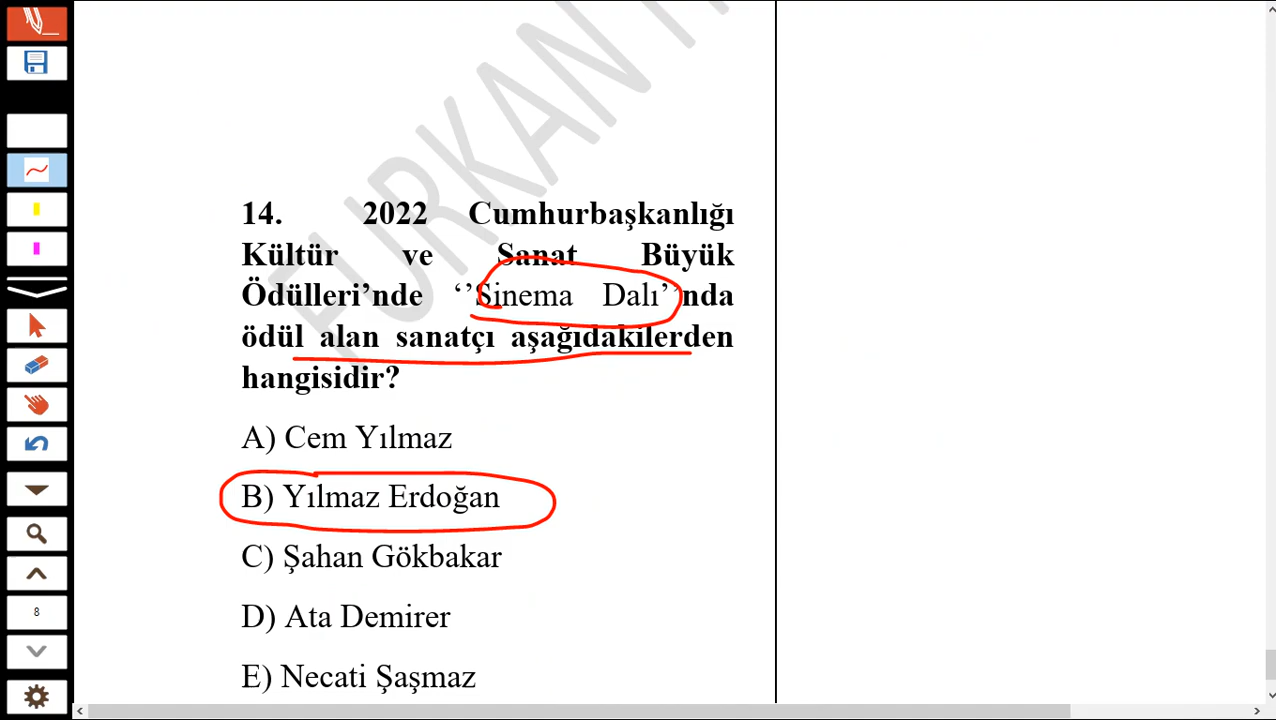 FURKAN
14. 2022 Cumhurbaşkanlığı
Kültür ve Sanat Büyük
Ödülleri’nde ‘’Sinema Dalı’’nda
ödül alan sanatçı aşağıdakilerden
hangisidir?
A) Cem Yılmaz
B) Yılmaz Erdoğan
C) Şahan Gökbakar
D) Ata Demirer
E) Necati Şaşmaz
8